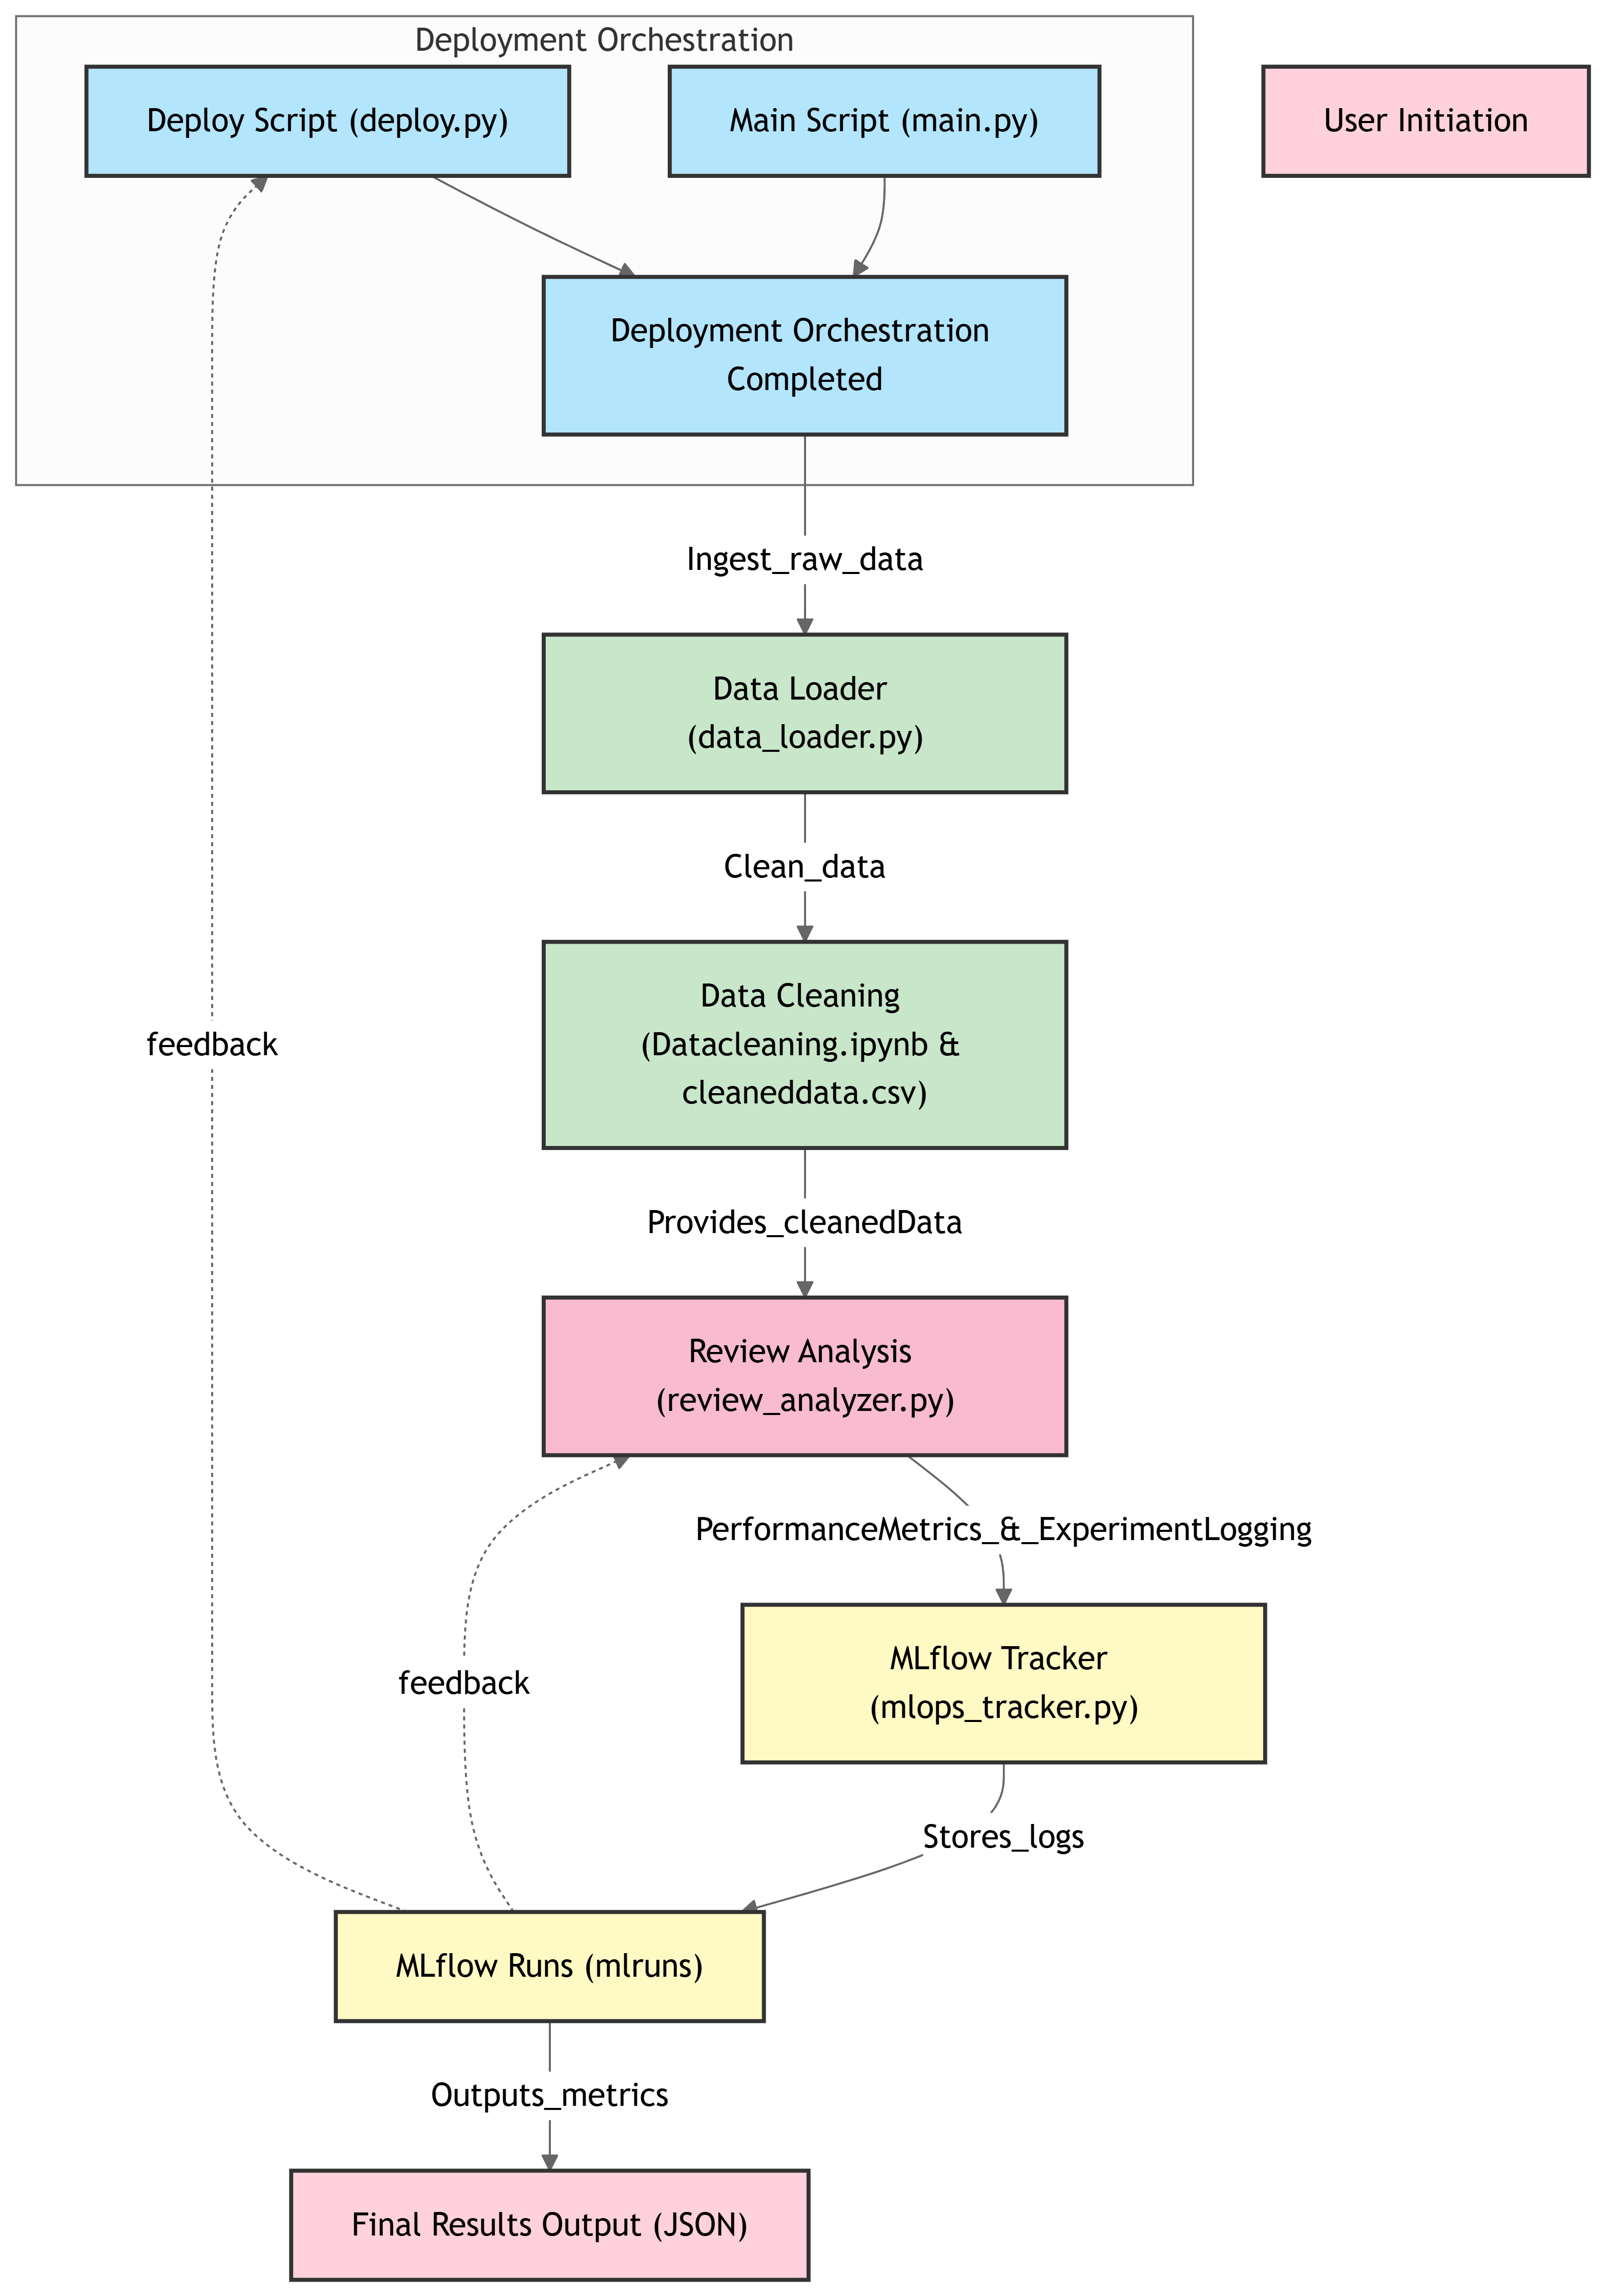 Deployment Orchestration
Deploy Script (deploy.py)
Main Script (main.py)
User Initiation
Deployment Orchestration
Completed
Ingest_raw_data
Data Loader
(data_loader.py)
Clean_data
Data Cleaning
(Datacleaning.ipynb &
cleaneddata.csv)
feedback
Provides_cleanedData
Review Analysis
(review_analyzer.py)
PerformanceMetrics_&_ExperimentLogging
MLflow Tracker
(mlops_tracker.py)
feedback
Stores_logs
MLflow Runs (mlruns)
Outputs_metrics
Final Results Output (JSON)